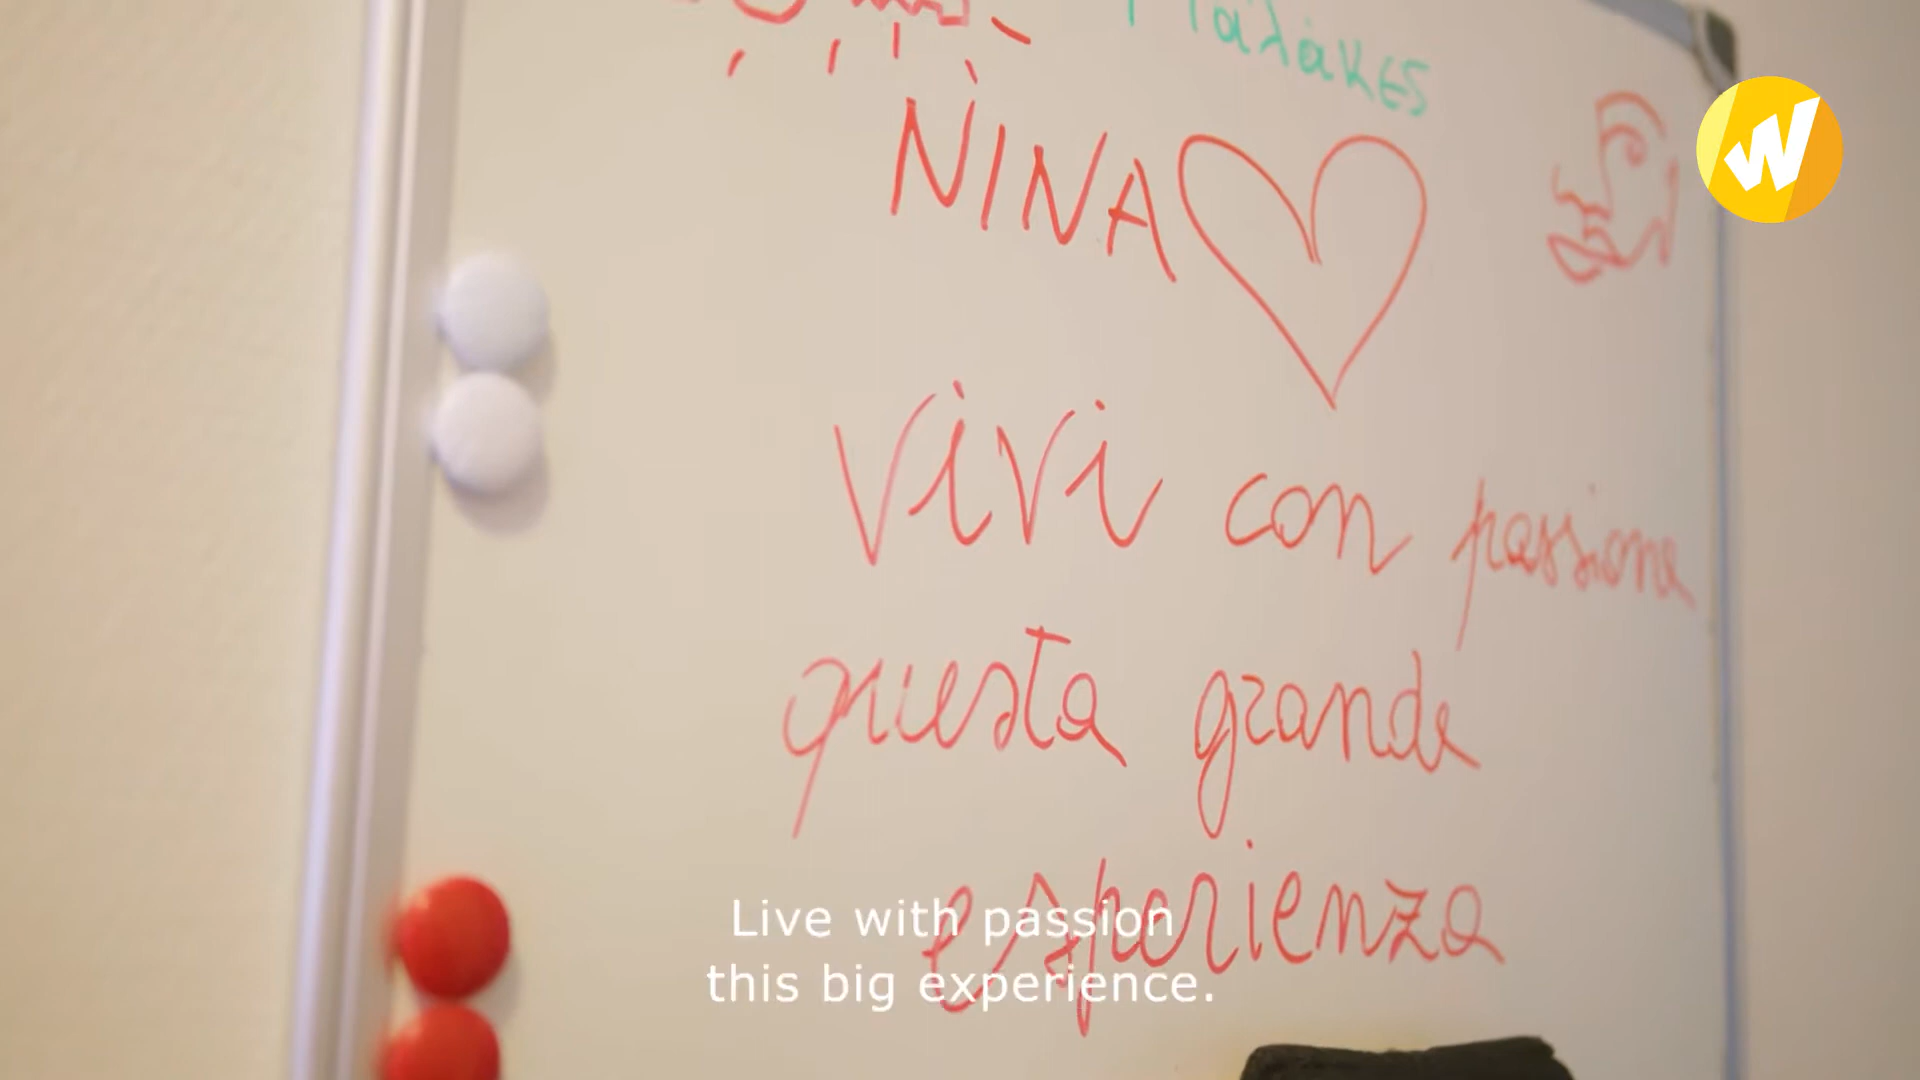 NINA
Vivi con passione
questa grande
esperienza
Live with passion
this big experience.